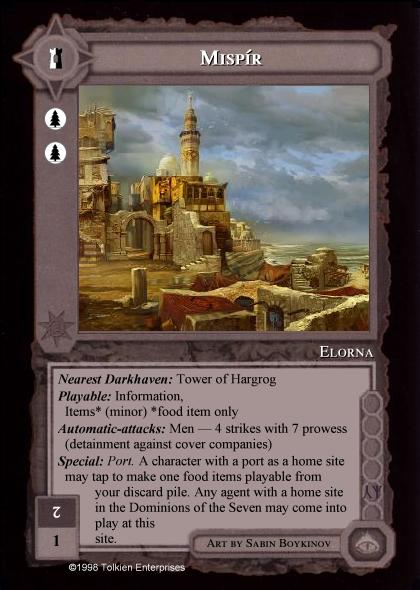 Mispír
Elorna
Nearest Darkhaven: Tower of Hargrog
Playable: Information,
Items* (minor) *food item only
Automatic-attacks: Men — 4 strikes with 7 prowess
(detainment against cover companies)
Special: Port. A character with a port as a home site
may tap to make one food items playable from
your discard pile. Any agent with a home site
in the Dominions of the Seven may come into
play at this
site.
2
1
Art by Sabin Boykinov
©1998 Tolkien Enterprises